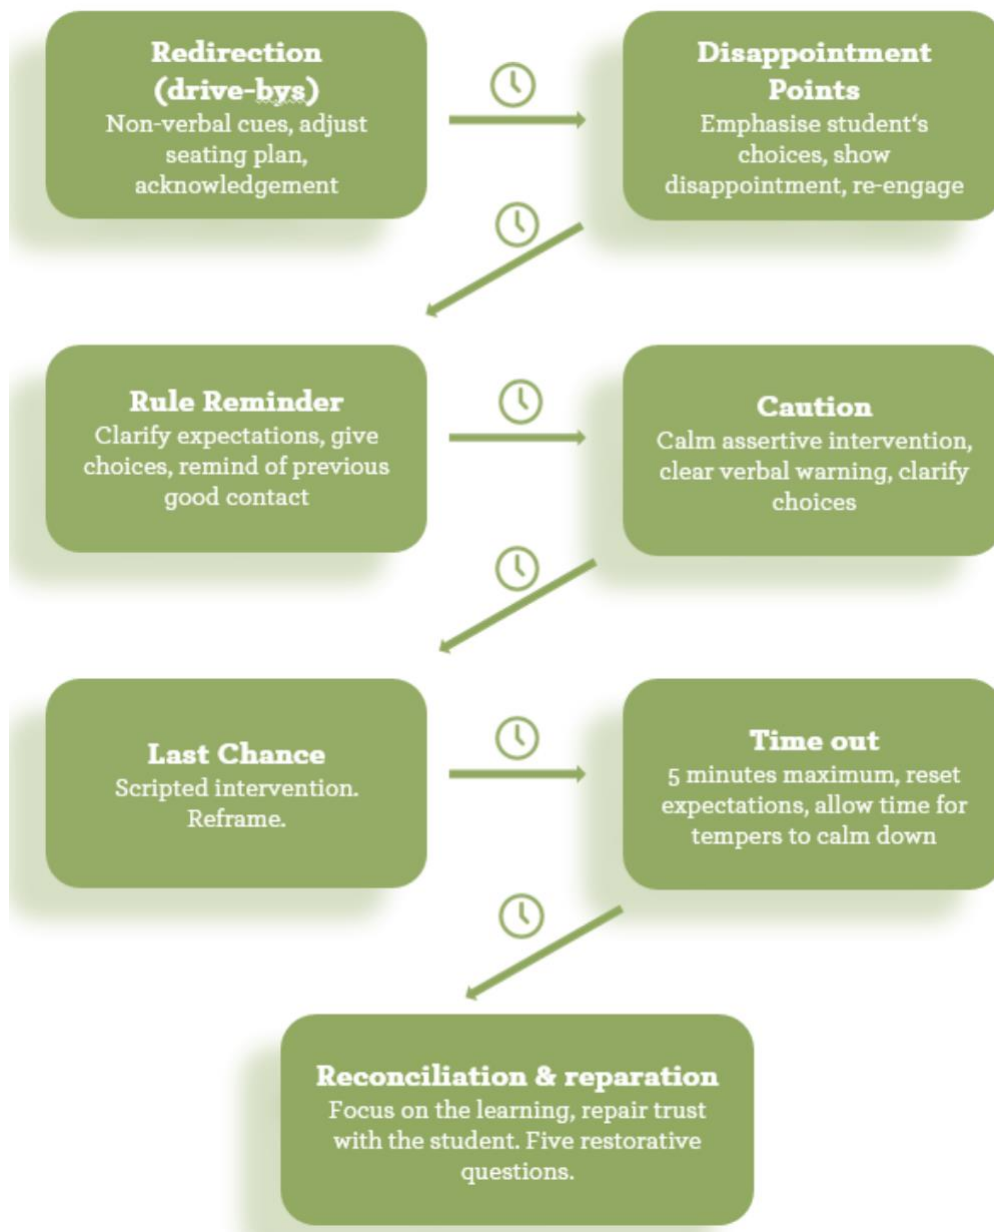 Redirection
(drive-bys)
Non-verbal cues, adjust
seating plan,
acknowledgement
Disappointment
Points
Emphasise student‘s
choices, show
disappointment, re-engage
Rule Reminder
Clarify expectations, give
choices, remind of previous
good contact
Caution
Calm assertive intervention,
clear verbal warning, clarify
choices
Last Chance
Scripted intervention.
Reframe.
Time out
5 minutes maximum, reset
expectations, allow time for
tempers to calm down
Reconciliation & reparation
Focus on the learning, repair trust
with the student. Five restorative
questions.